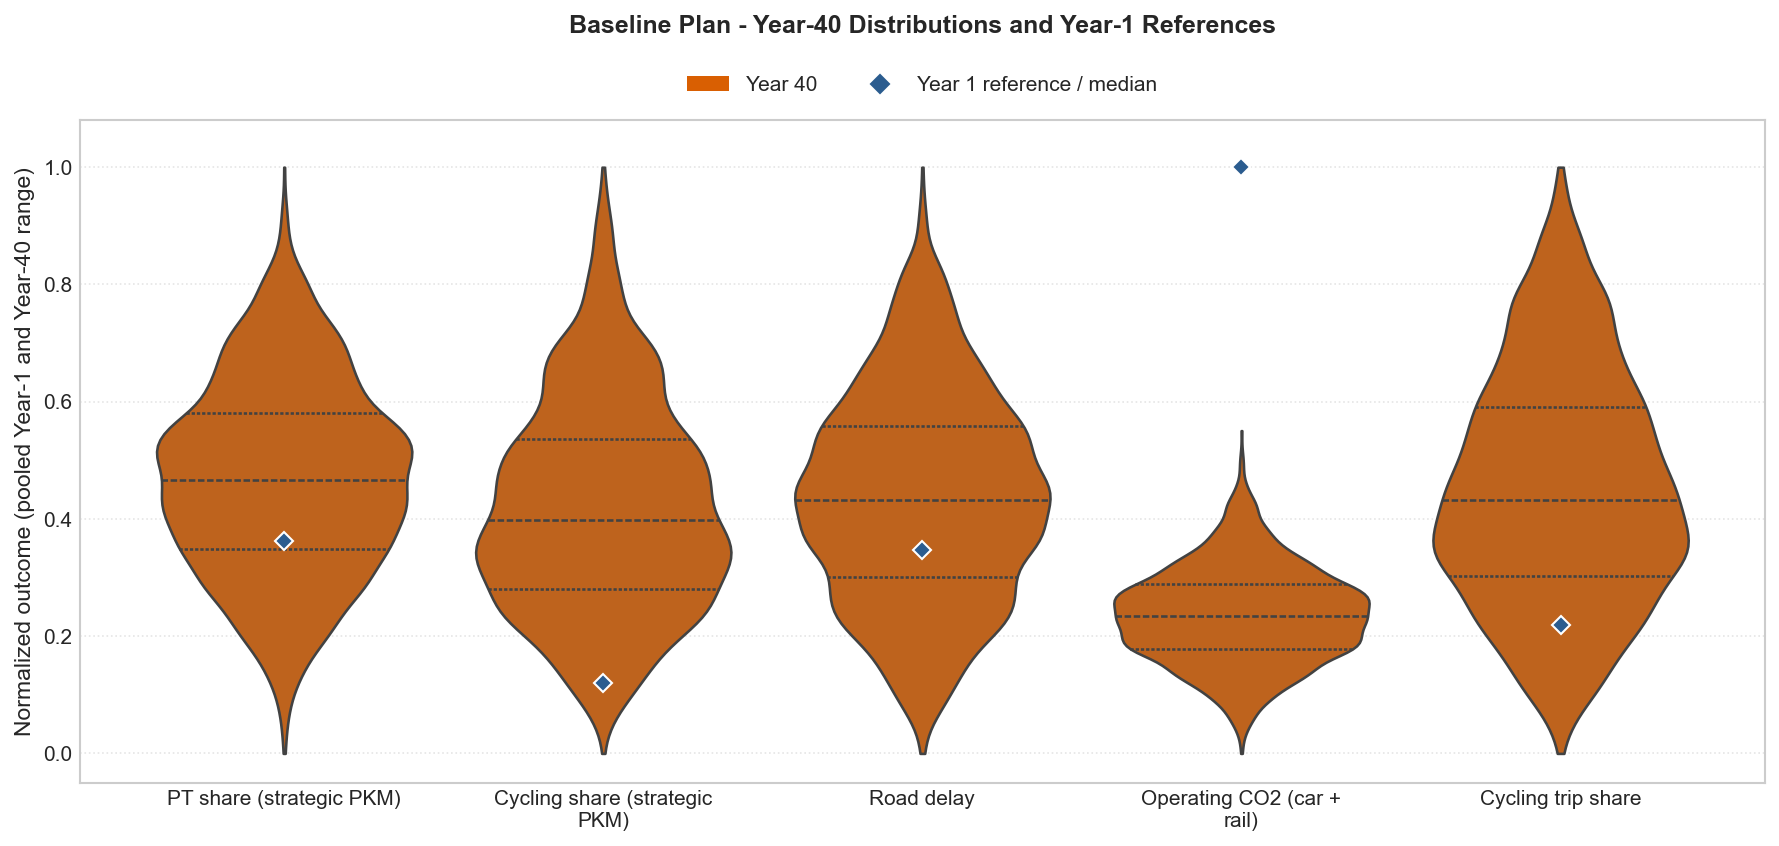 Baseline Plan - Year-40 Distributions and Year-1 References
Year 40
Year 1 reference / median
Normalized outcome (pooled Year-1 and Year-40 range)
1.0
0.8
0.6
0.4
0.2
0.0
PT share (strategic PKM)
Cycling share (strategic
PKM)
Road delay
Operating CO2 (car +
rail)
Cycling trip share